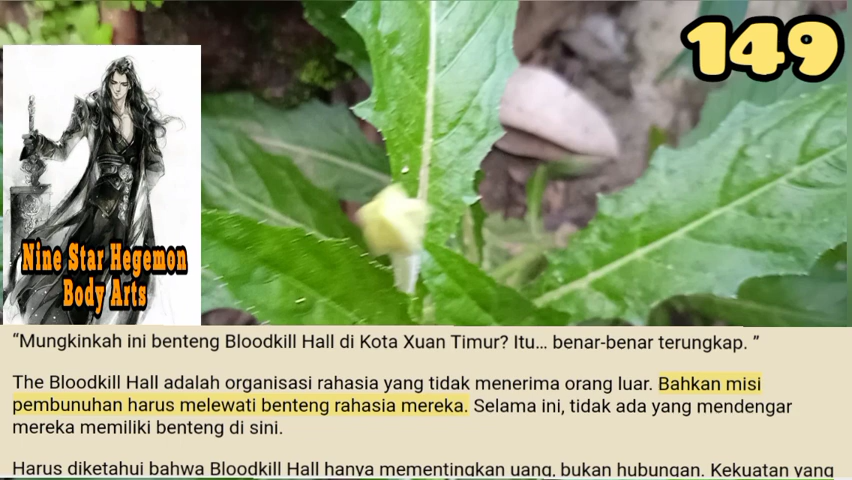 149
Nine Star Hegemon
Body Arts
“Mungkinkah ini benteng Bloodkill Hall di Kota Xuan Timur? Itu… benar-benar terungkap. ”
The Bloodkill Hall adalah organisasi rahasia yang tidak menerima orang luar. Bahkan misi
pembunuhan harus melewati benteng rahasia mereka. Selama ini, tidak ada yang mendengar
mereka memiliki benteng di sini.
Harus diketahui bahwa Bloodkill Hall hanya mementingkan uang, bukan hubungan. Kekuatan yang